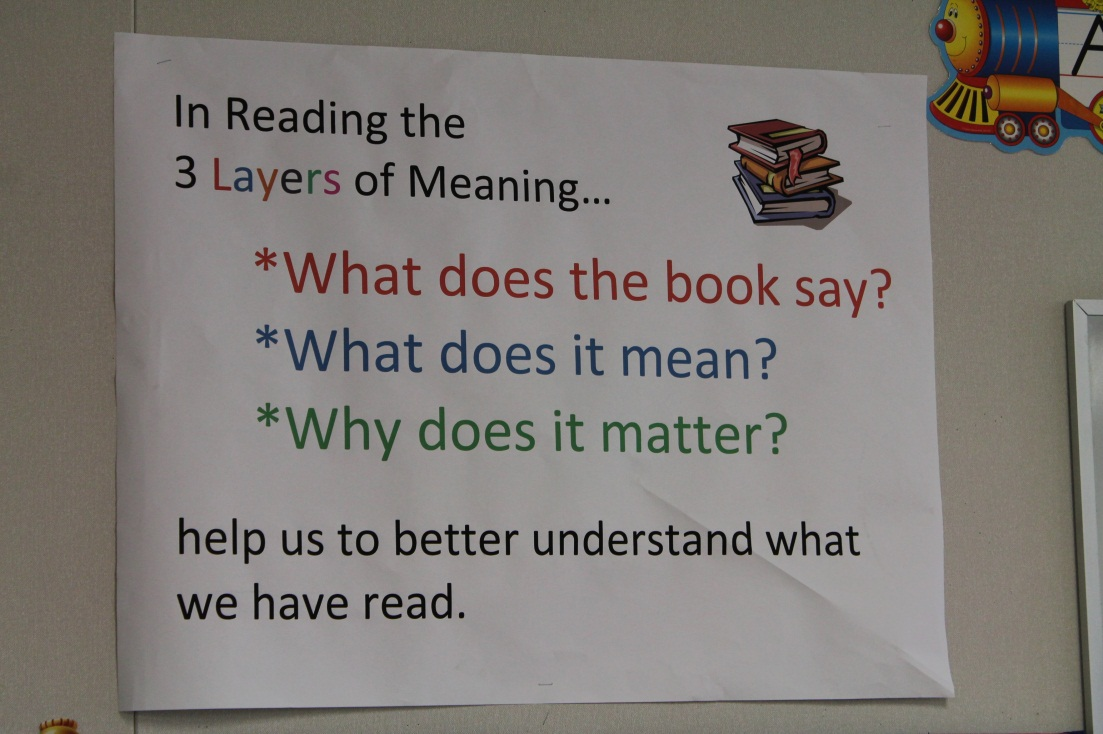 In Reading the
3 Layers of Meaning...
*What does the book say?
*What does it mean?
*Why does it matter?
help us to better understand what
we have read.
A